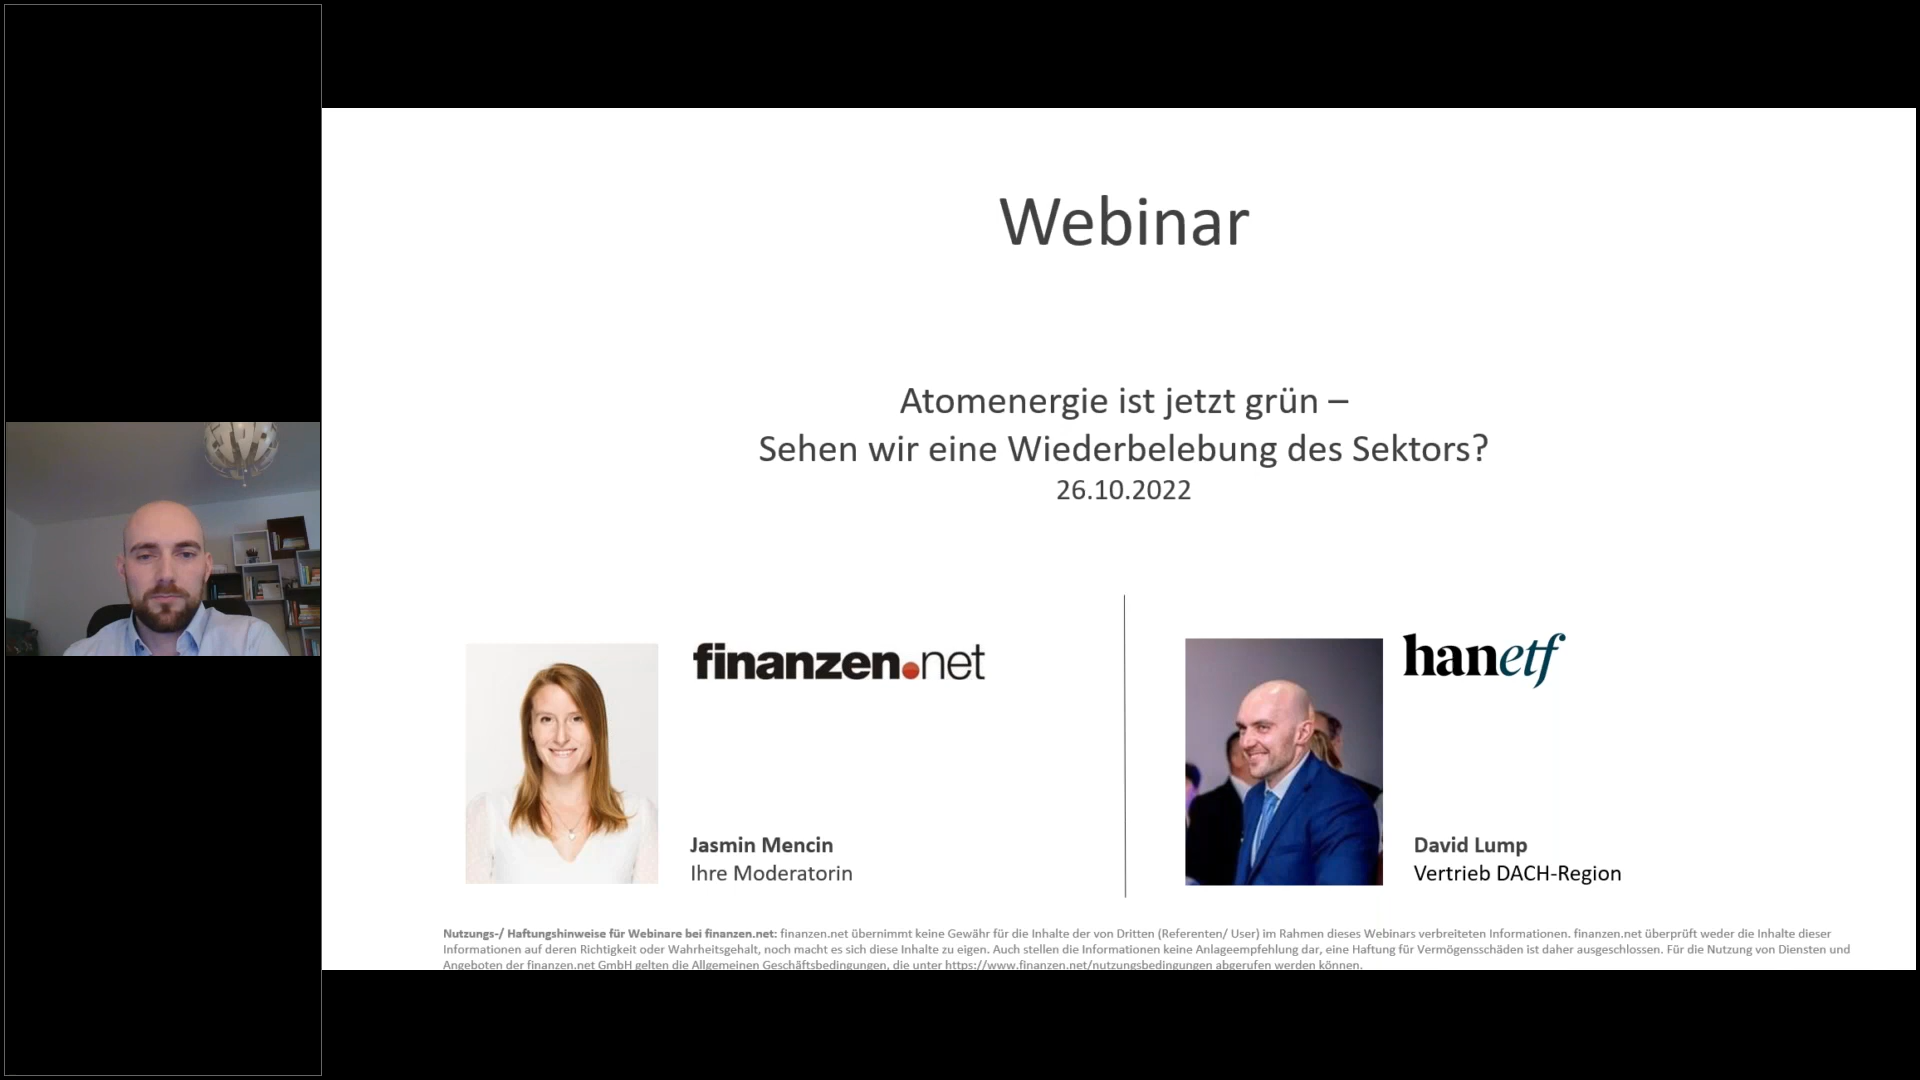 Webinar
Atomenergie ist jetzt grün –
Sehen wir eine Wiederbelebung des Sektors?
26.10.2022
finanzen.net
Jasmin Mencin
Ihre Moderatorin
hanetf
David Lump
Vertrieb DACH-Region
Nutzungs-/ Haftungshinweise für Webinare bei finanzen.net: finanzen.net übernimmt keine Gewähr für die Inhalte der von Dritten (Referenten/ User) im Rahmen dieses Webinars verbreiteten Informationen. finanzen.net überprüft weder die Inhalte dieser
Informationen auf deren Richtigkeit oder Wahrheitsgehalt, noch macht es sich diese Inhalte zu eigen. Auch stellen die Informationen keine Anlageempfehlung dar, eine Haftung für Vermögensschäden ist daher ausgeschlossen. Für die Nutzung von Diensten und
Angeboten der finanzen.net GmbH gelten die Allgemeinen Geschäftsbedingungen, die unter https://www.finanzen.net/nutzungsbedingungen abgerufen werden können.